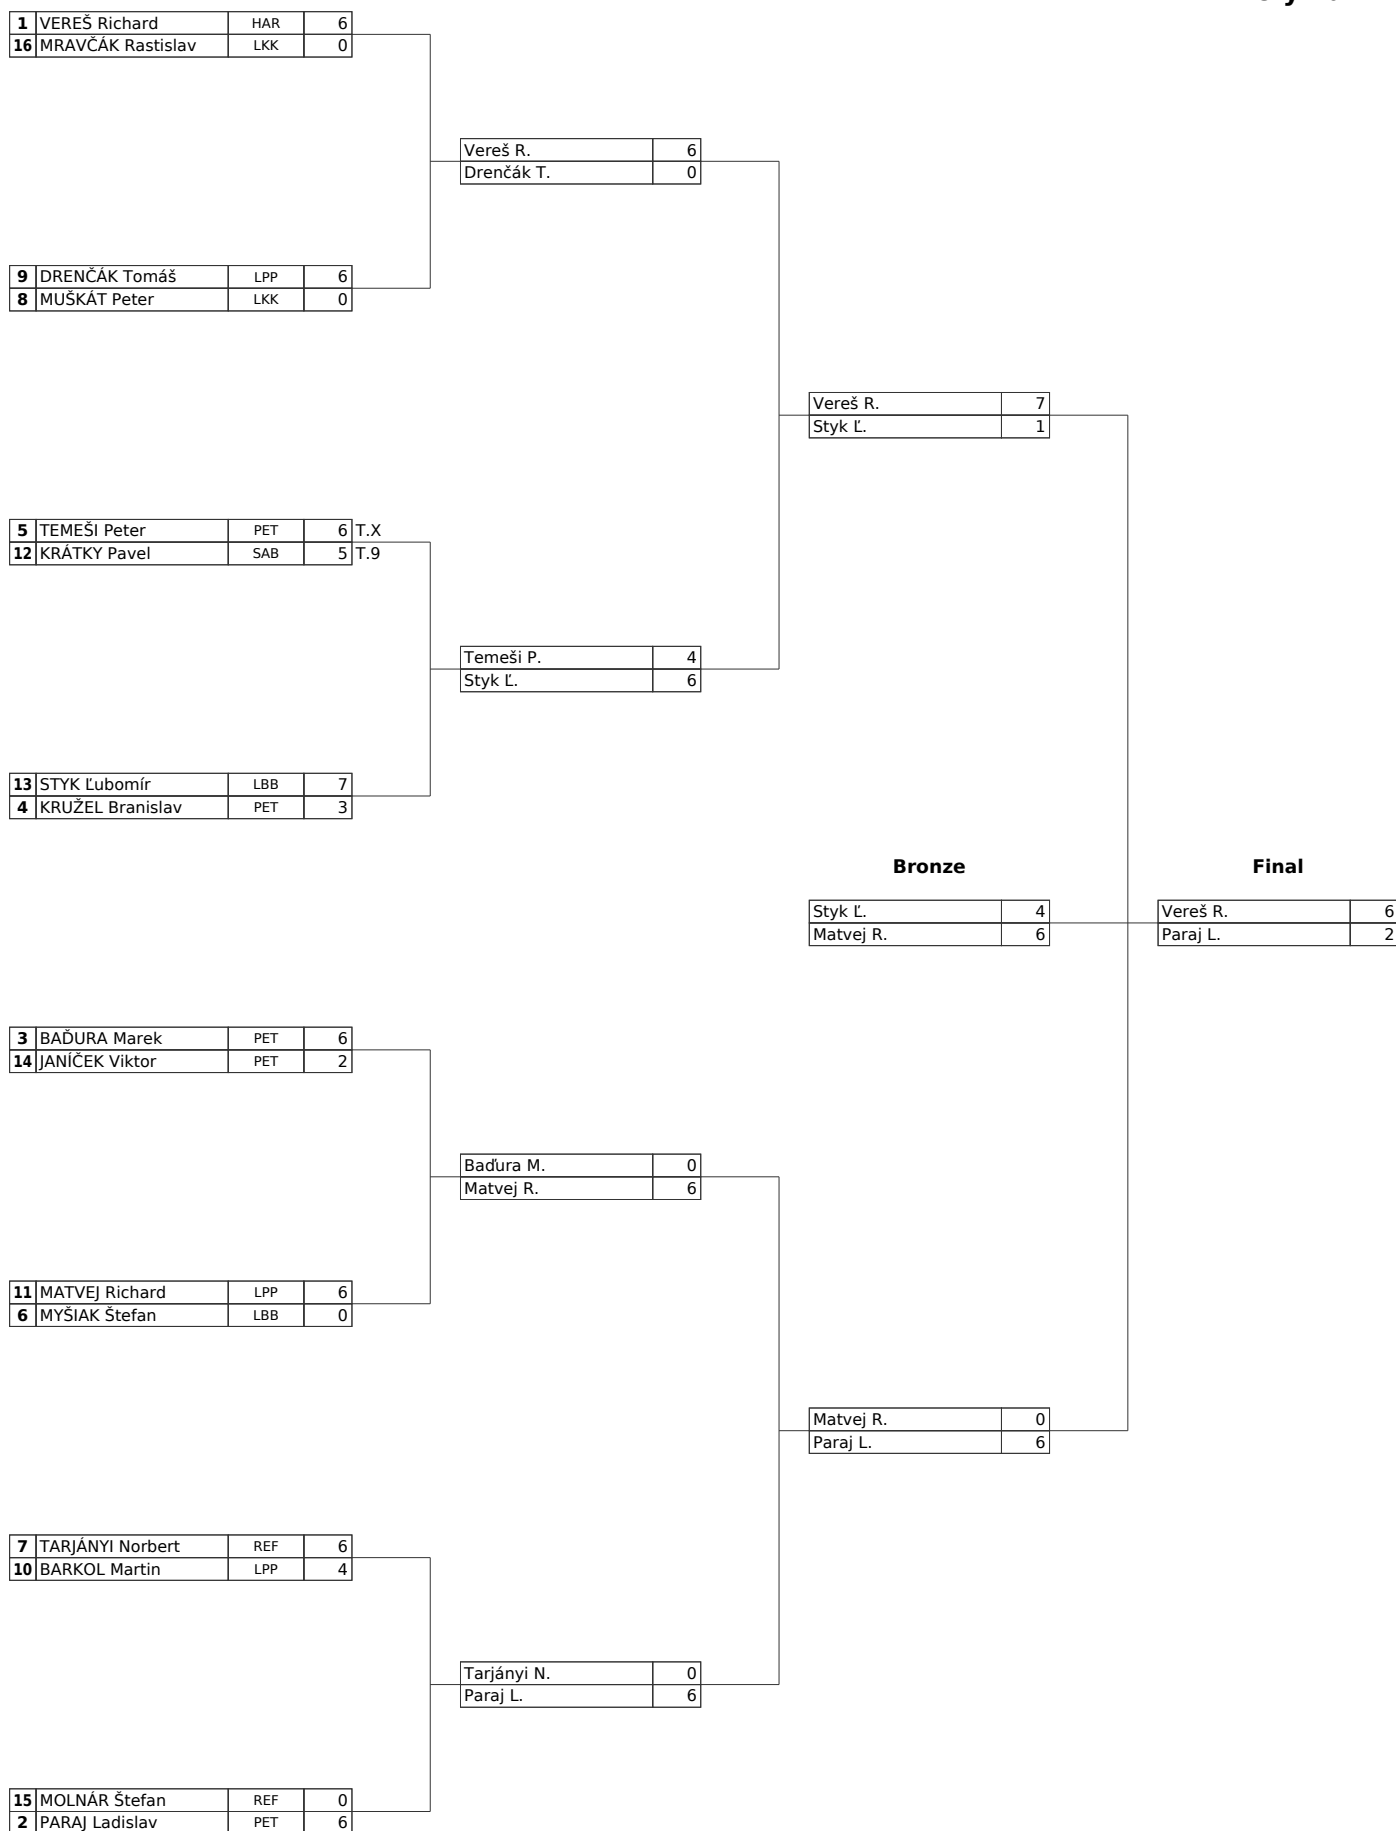 1 VEREŠ Richard HAR 6
16 MRAVČÁK Rastislav LKK 0
Vereš R. 6
Drenčák T. 0
9 DRENČÁK Tomáš LPP 6
8 MUŠKÁT Peter LKK 0
Vereš R. 7
Styk Ľ. 1
5 TEMEŠI Peter PET 6 T.X
12 KRÁTKY Pavel SAB 5 T.9
Temeši P. 4
Styk Ľ. 6
13 STYK Ľubomír LBB 7
4 KRUŽEL Branislav PET 3
Bronze Final
Styk Ľ. 4 Vereš R. 6
Matvej R. 6 Paraj L. 2
3 BAĎURA Marek PET 6
14 JANÍČEK Viktor PET 2
Baďura M. 0
Matvej R. 6
11 MATVEJ Richard LPP 6
6 MYŠIAK Štefan LBB 0
Matvej R. 0
Paraj L. 6
7 TARJÁNYI Norbert REF 6
10 BARKOL Martin LPP 4
Tarjányi N. 0
Paraj L. 6
15 MOLNÁR Štefan REF 0
2 PARAJ Ladislav PET 6